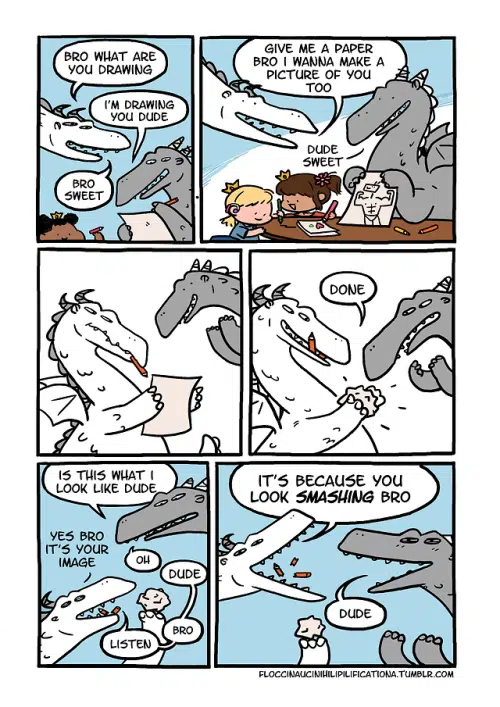 BRO WHAT ARE
YOU DRAWING
I'M DRAWING
YOU DUDE
BRO
SWEET
GIVE ME A PAPER
BRO I WANNA MAKE A
PICTURE OF YOU
TOO
DUDE
SWEET
DONE
IS THIS WHAT I
LOOK LIKE DUDE
YES BRO
IT'S YOUR
IMAGE
OH
DUDE
BRO
LISTEN
IT'S BECAUSE YOU
LOOK SMASHING BRO
DUDE
FLOCCINAUCINIHILIPILIFICATIONA.TUMBLR.COM